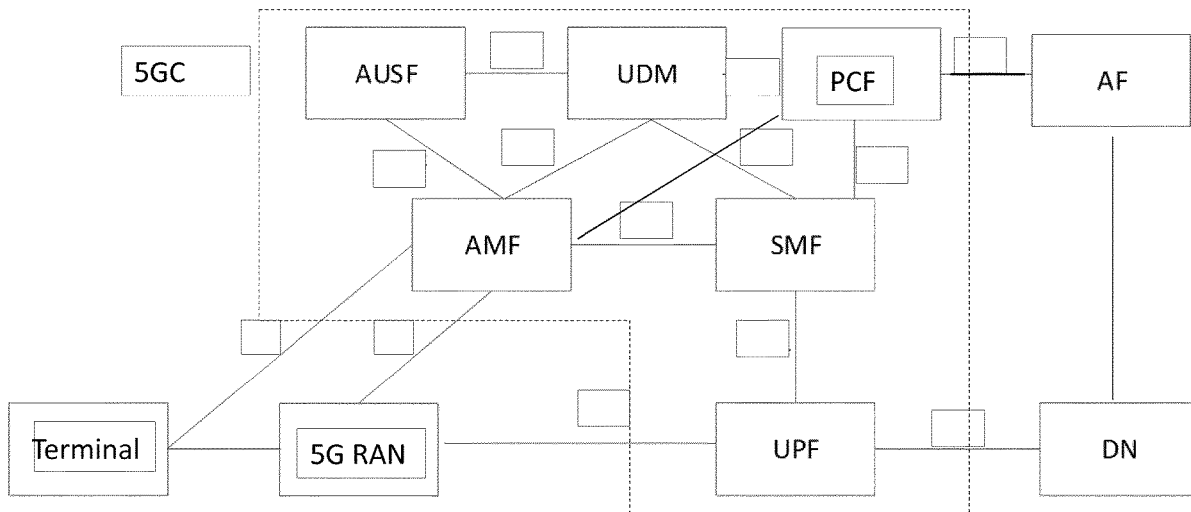 5GC
AUSF
UDM
PCF
AF
AMF
SMF
Terminal
5G RAN
UPF
DN